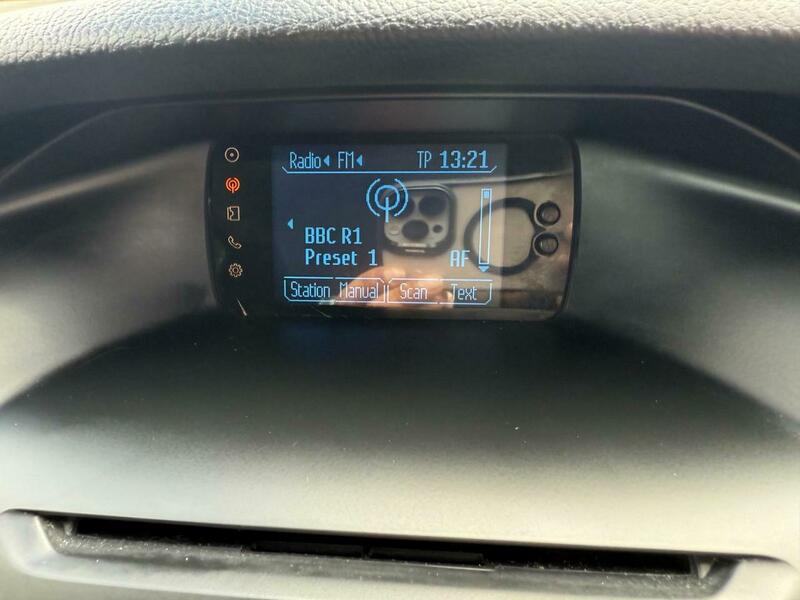 Radio FM TP 13:21
BBC R1
Preset 1 AF
Station Manual Scan Text